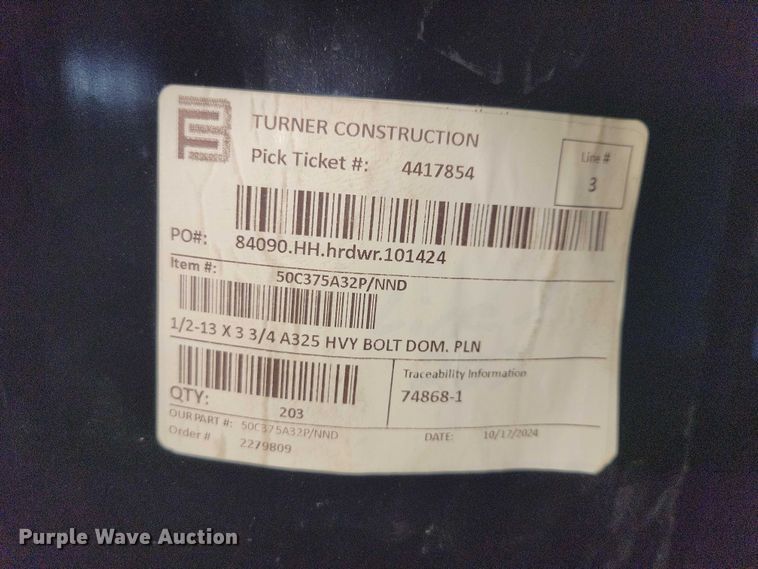 TURNER CONSTRUCTION
Pick Ticket #: 4417854
Line #
3
PO#: 84090.HH.hrdwr.101424
Item #: 50C375A32P/NND
1/2-13 X 3 3/4 A325 HVY BOLT DOM. PLN
QTY: 203
Traceability Information
74868-1
OUR PART #: 50C375A32P/NND
Order # 2279809
DATE: 10/17/2024
Purple Wave Auction